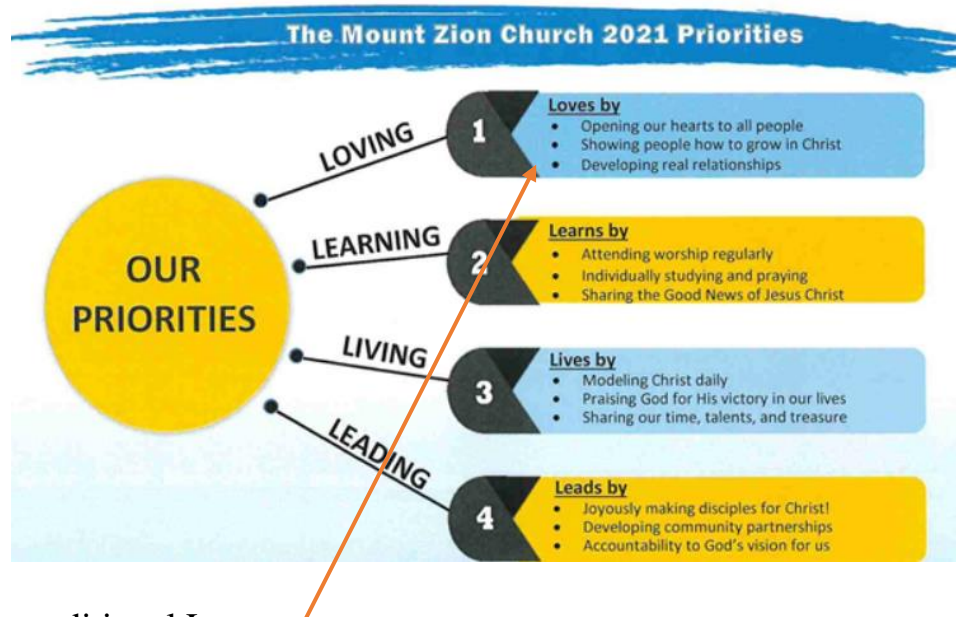 The Mount Zion Church 2021 Priorities
OUR
PRIORITIES
LOVING
1
Loves by
• Opening our hearts to all people
• Showing people how to grow in Christ
• Developing real relationships
LEARNING
2
Learns by
• Attending worship regularly
• Individually studying and praying
• Sharing the Good News of Jesus Christ
LIVING
3
Lives by
• Modeling Christ daily
• Praising God for His victory in our lives
• Sharing our time, talents, and treasure
LEADING
4
Leads by
• Joyously making disciples for Christ!
• Developing community partnerships
• Accountability to God's vision for us